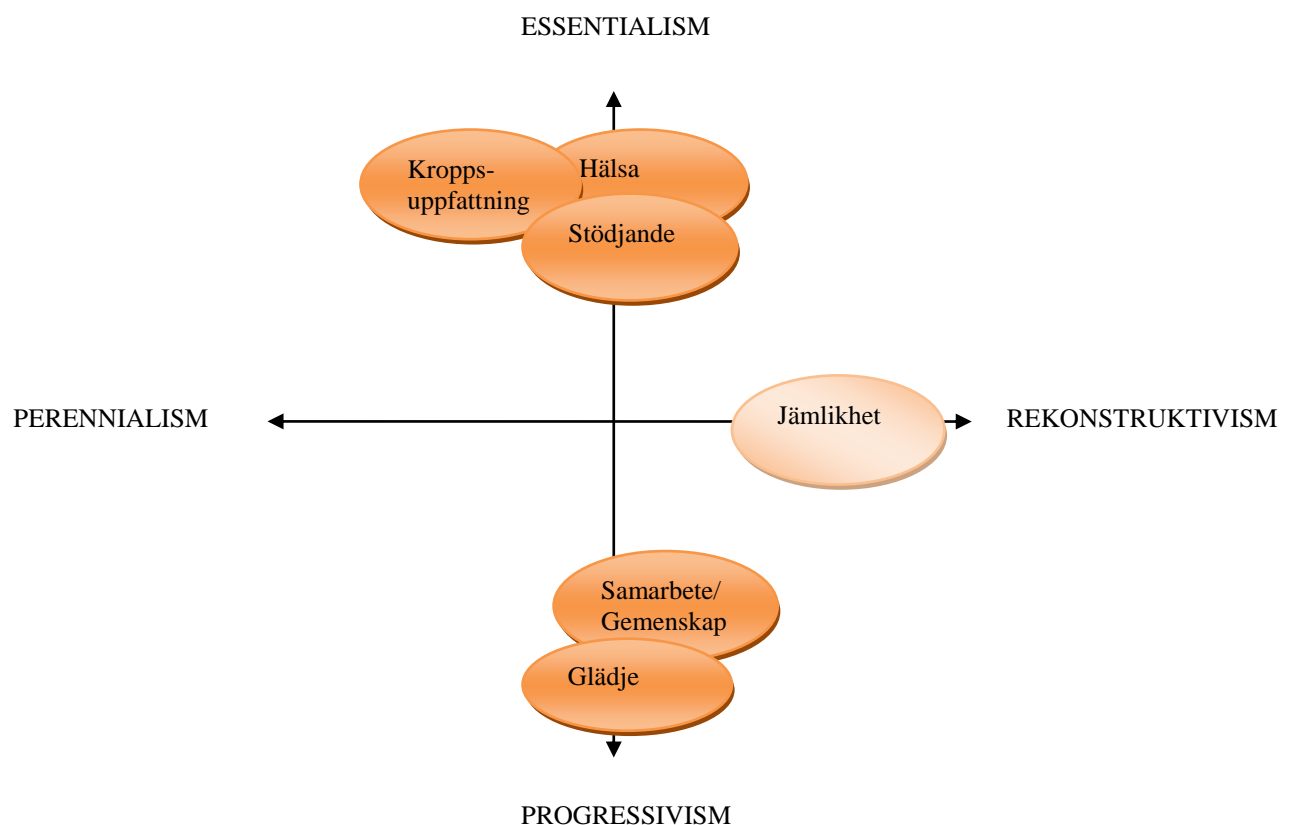 ESSENTIALISM
Kropps-
uppfattning
Hälsa
Stödjande
PERENNIALISM
Jämlikhet
REKONSTRUKTIVISM
Samarbete/
Gemenskap
Glädje
PROGRESSIVISM